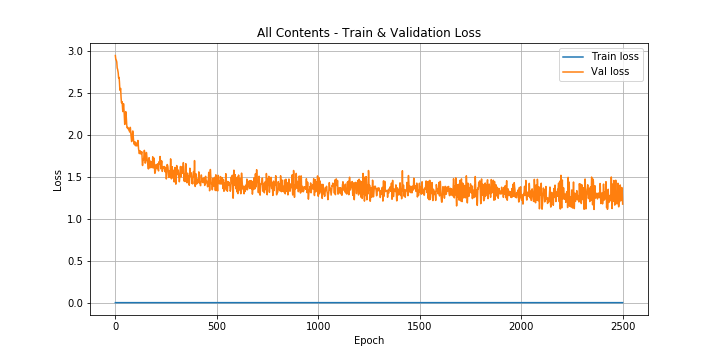 All Contents - Train & Validation Loss
3.0
2.5
2.0
1.5
1.0
0.5
0.0
Loss
Train loss
Val loss
0 500 1000 1500 2000 2500
Epoch